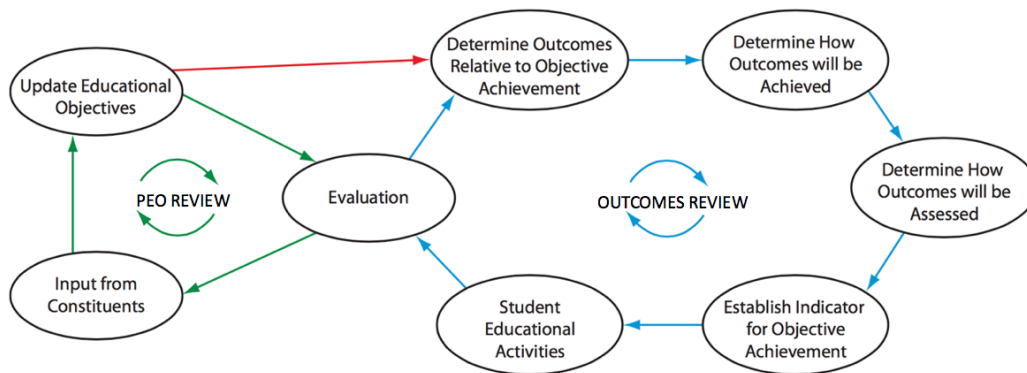 Update Educational
Objectives
Determine Outcomes
Relative to Objective
Achievement
Determine How
Outcomes will be
Achieved
PEO REVIEW
Evaluation
OUTCOMES REVIEW
Determine How
Outcomes will be
Assessed
Input from
Constituents
Student
Educational
Activities
Establish Indicator
for Objective
Achievement